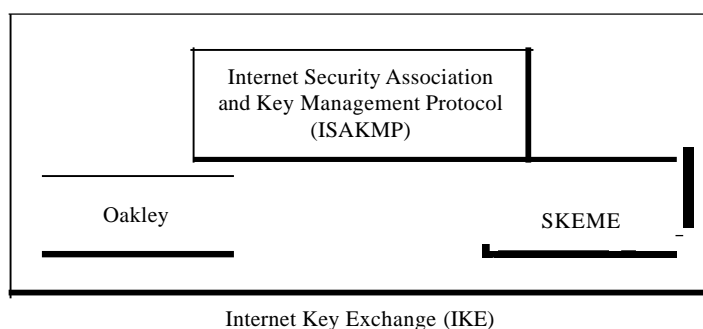 Internet Security Association
and Key Management Protocol
(ISAKMP)
Oakley
SKEME
Internet Key Exchange (IKE)